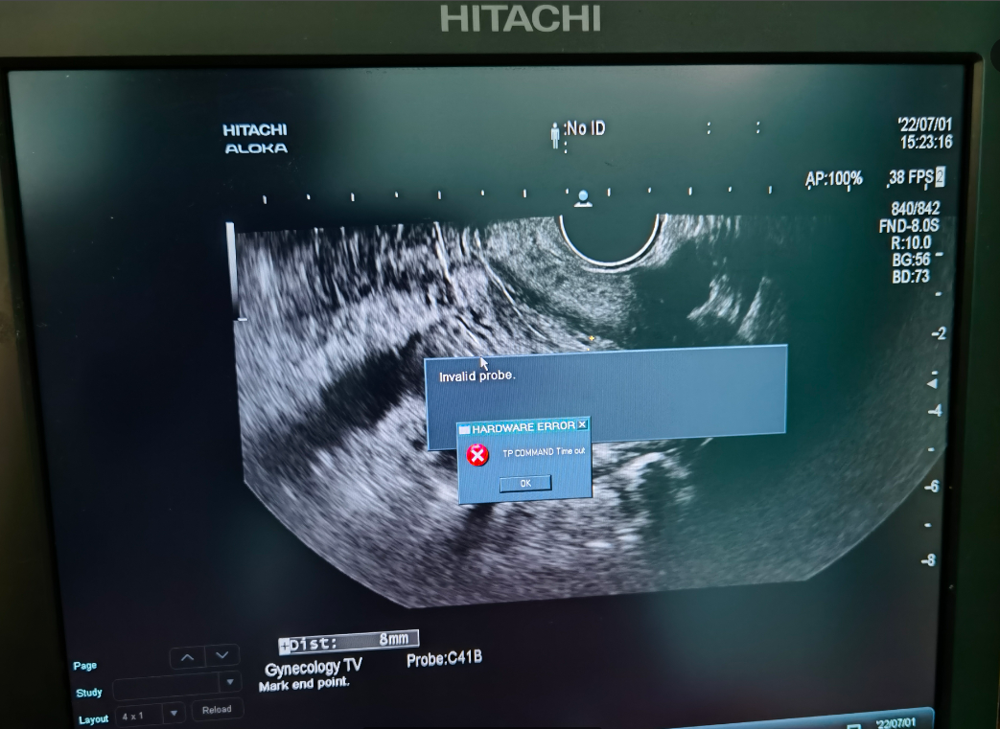 HITACHI
HITACHI
ALOKA
:No ID
: :
:
'22/07/01
15:23:16
AP:100%
38 FPS 2
840/842
FND-8.0S
R:10.0
BG:56
BD:73
-2
-4
-6
-8
Invalid probe.
HARDWARE ERROR
TP COMMAND Time out
OK
+Dist: 8mm
Gynecology TV Probe:C41B
Mark end point.
Page
Study
Layout 4 x 1 Reload
'22/07/01